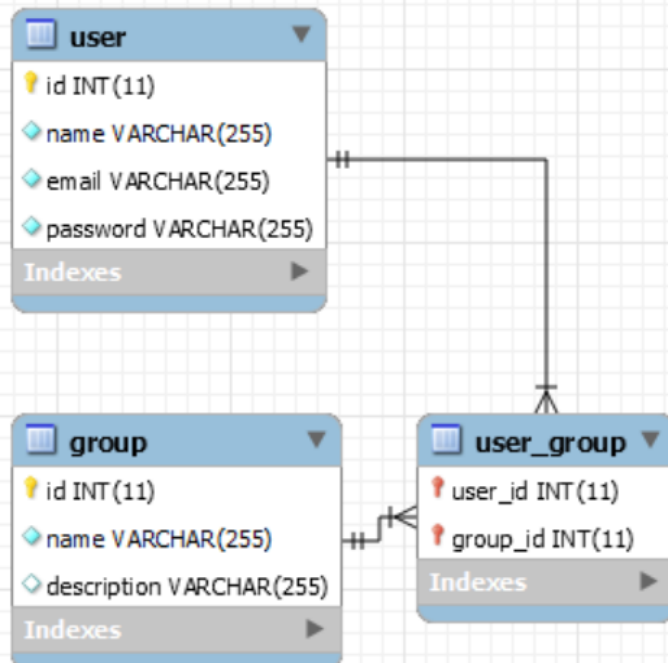 user
id INT(11)
name VARCHAR(255)
email VARCHAR(255)
password VARCHAR(255)
Indexes
group
id INT(11)
name VARCHAR(255)
description VARCHAR(255)
Indexes
user_group
user_id INT(11)
group_id INT(11)
Indexes